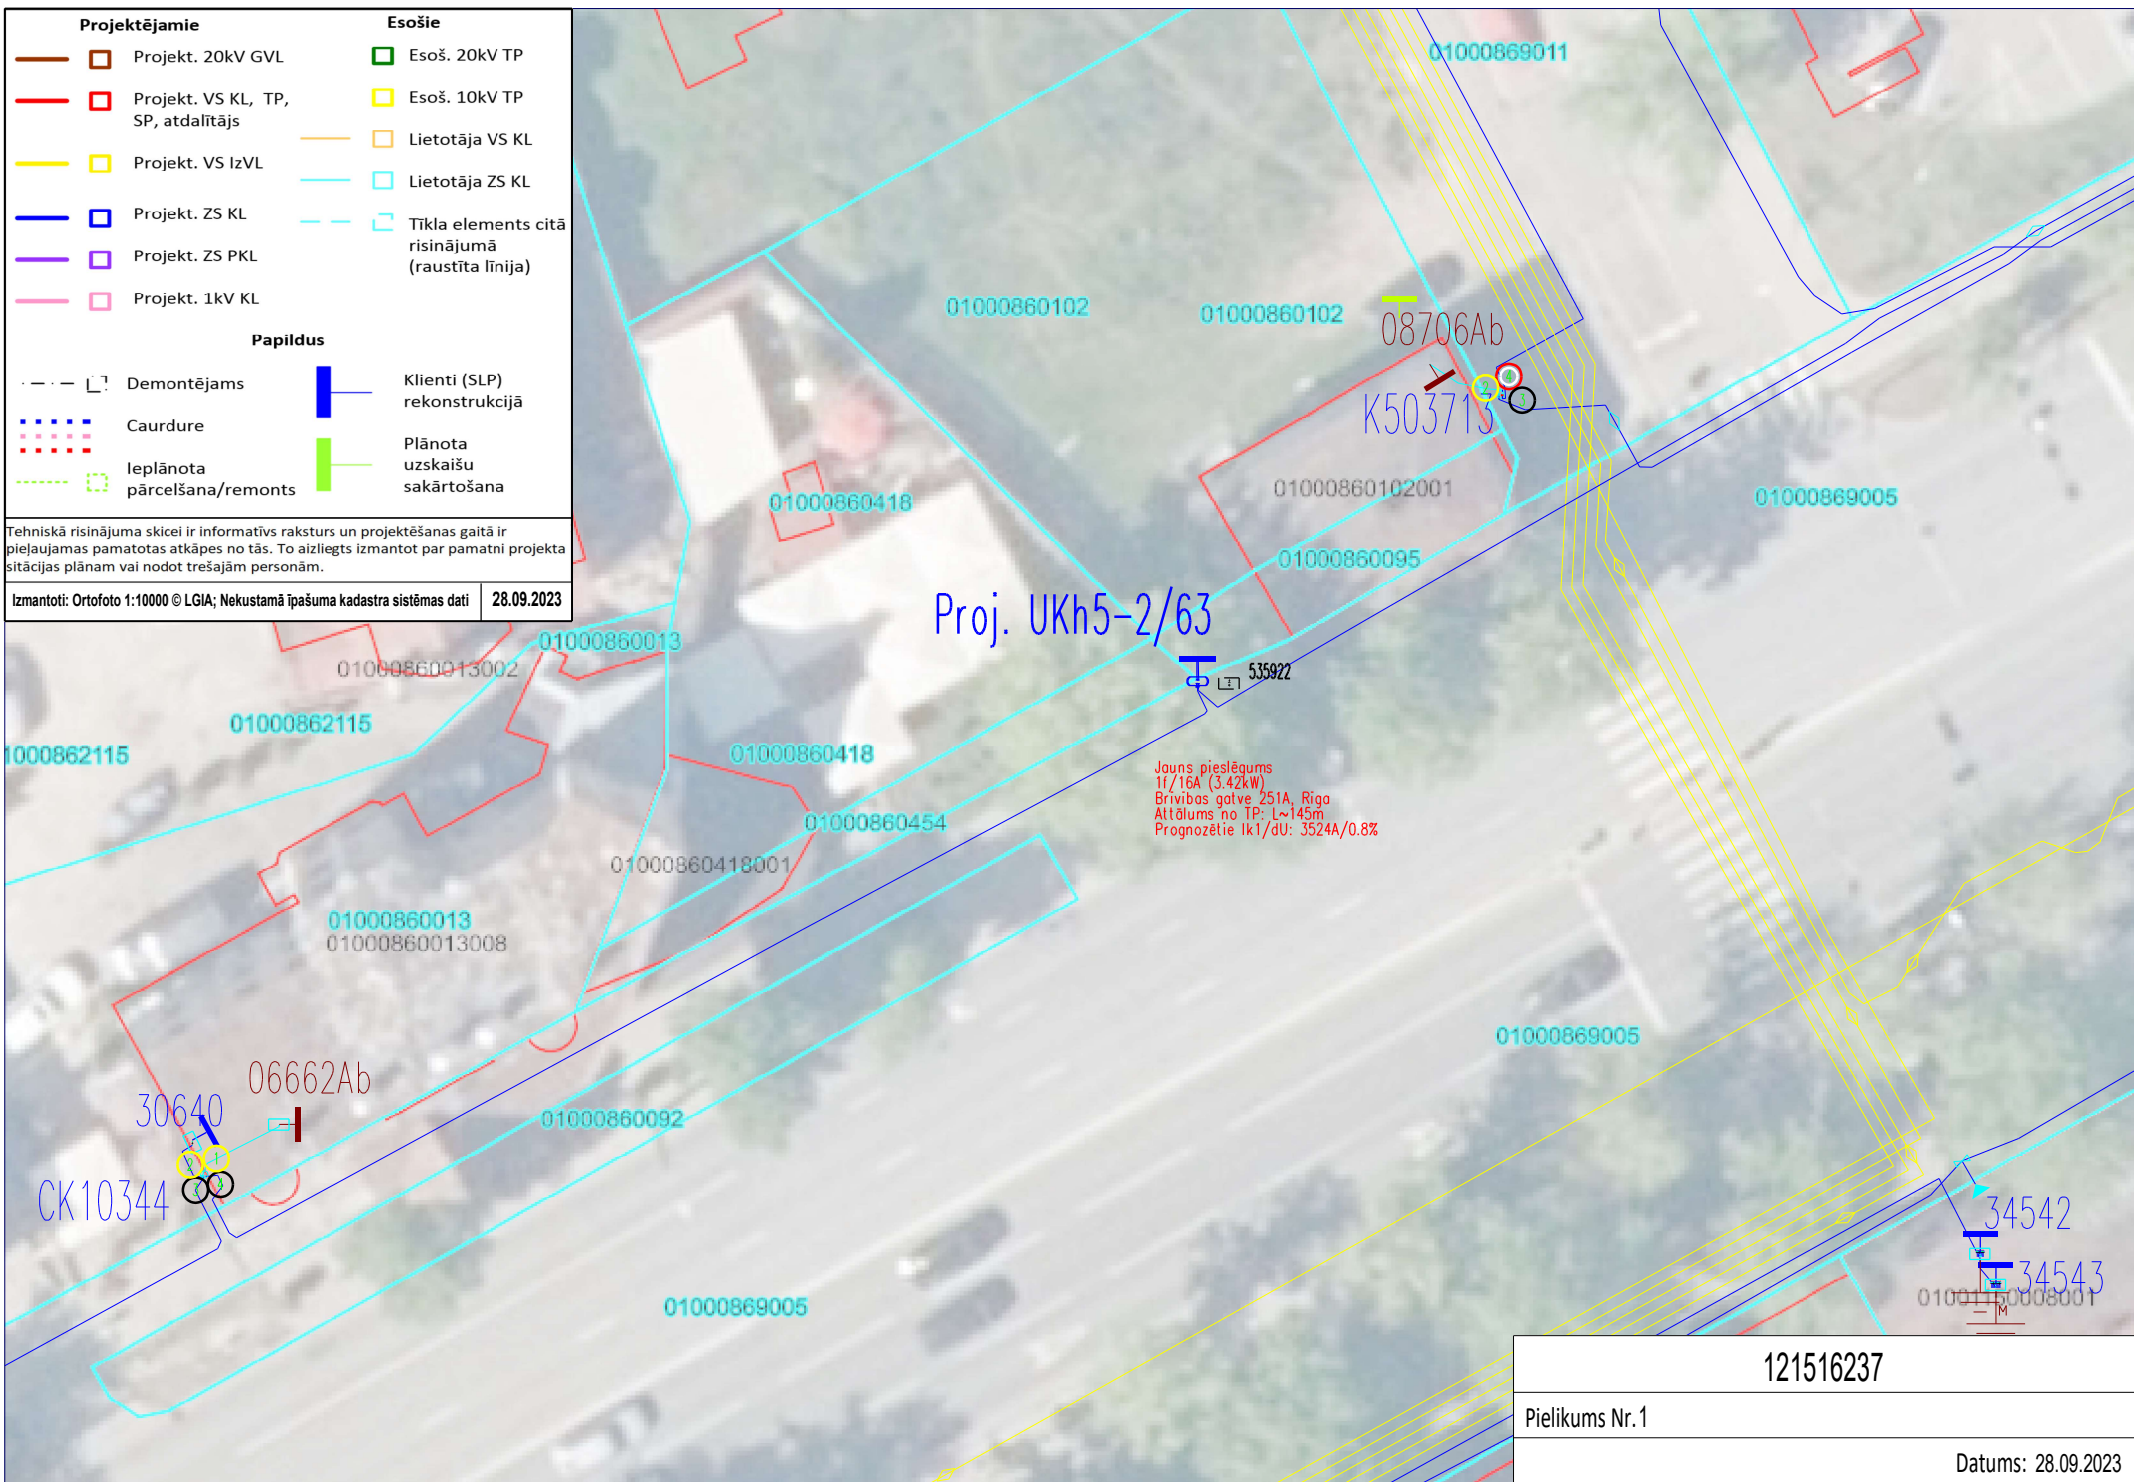 Projektējamie
Esošie
Projekt. 20kV GVL
Esoš. 20kV TP
Projekt. VS KL, TP,
SP, atdalītājs
Esoš. 10kV TP
Lietotāja VS KL
Projekt. VS IzVL
Lietotāja ZS KL
Projekt. ZS KL
Tīkla elements citā
risinājumā
(raustīta līnija)
Projekt. ZS PKL
Projekt. 1kV KL
Papildus
Demontējams
Klienti (SLP)
rekonstrukcijā
Caurdure
Plānota
uzskaišu
sakārtošana
Ieplānota
pārcelšana/remonts
Tehniskā risinājuma skicei ir informatīvs raksturs un projektēšanas gaitā ir
pieļaujamas pamatotas atkāpes no tās. To aizliegts izmantot par pamatni projekta
sitācijas plānam vai nodot trešajām personām.
Izmantoti: Ortofoto 1:10000 © LGIA; Nekustamā īpašuma kadastra sistēmas dati
28.09.2023
01000869011
01000860102
01000860102
08706Ab
2
4
3
K503713
01000860102001
01000869005
01000860418
01000860095
Proj. UKh5-2/63
535922
01000860013
01000860013002
01000862115
1000862115
01000860418
Jauns pieslēgums
1f/16A (3.42kW)
Brīvības gatve 251A, Rīga
Attālums no TP: L~145m
Prognozētie Ik1/dU: 3524A/0.8%
01000860454
01000860418001
01000860013
01000860013008
01000869005
06662Ab
30640
01000860092
2
1
CK10344
34542
34543
01001150008001
M
01000869005
121516237
Pielikums Nr.1
Datums: 28.09.2023